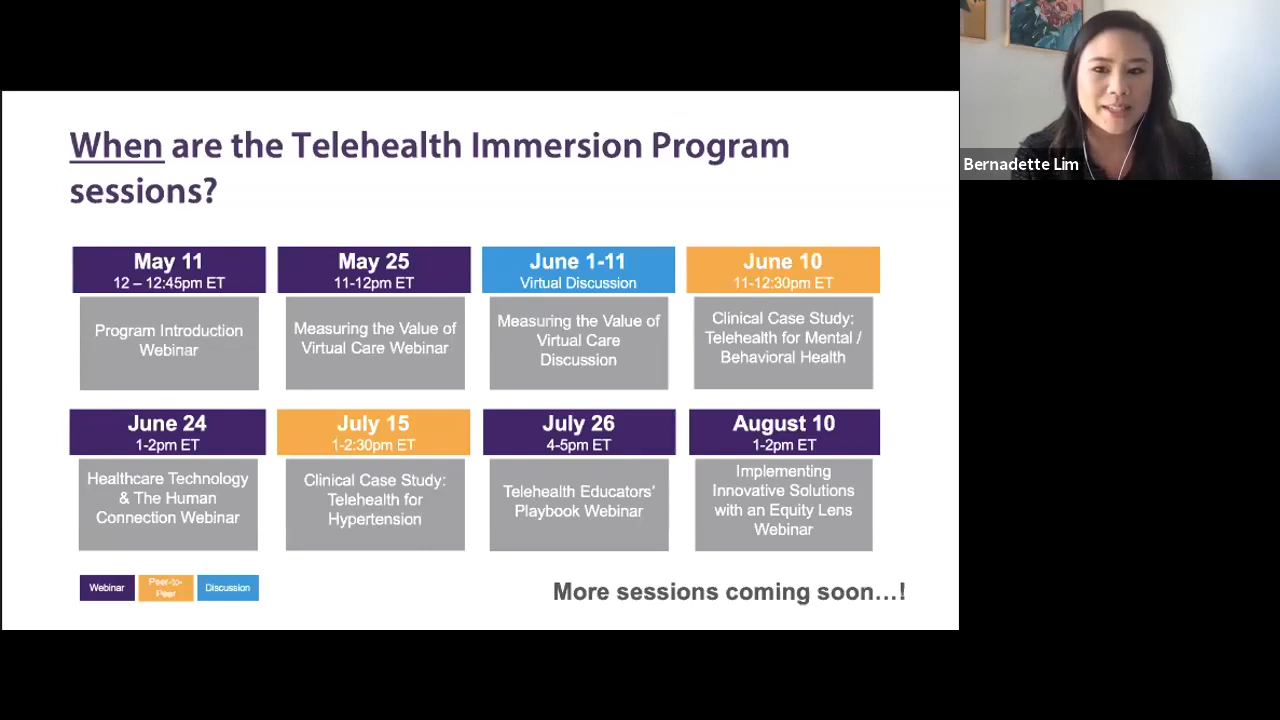 When are the Telehealth Immersion Program
sessions?
May 11
12 – 12:45pm ET
Program Introduction
Webinar
May 25
11-12pm ET
Measuring the Value of
Virtual Care Webinar
June 1-11
Virtual Discussion
Measuring the Value of
Virtual Care
Discussion
June 10
11-12:30pm ET
Clinical Case Study:
Telehealth for Mental /
Behavioral Health
June 24
1-2pm ET
Healthcare Technology
& The Human
Connection Webinar
July 15
1-2:30pm ET
Clinical Case Study:
Telehealth for
Hypertension
July 26
4-5pm ET
Telehealth Educators’
Playbook Webinar
August 10
1-2pm ET
Implementing
Innovative Solutions
with an Equity Lens
Webinar
Webinar
Peer-to-
Peer
Discussion
More sessions coming soon…!
Bernadette Lim